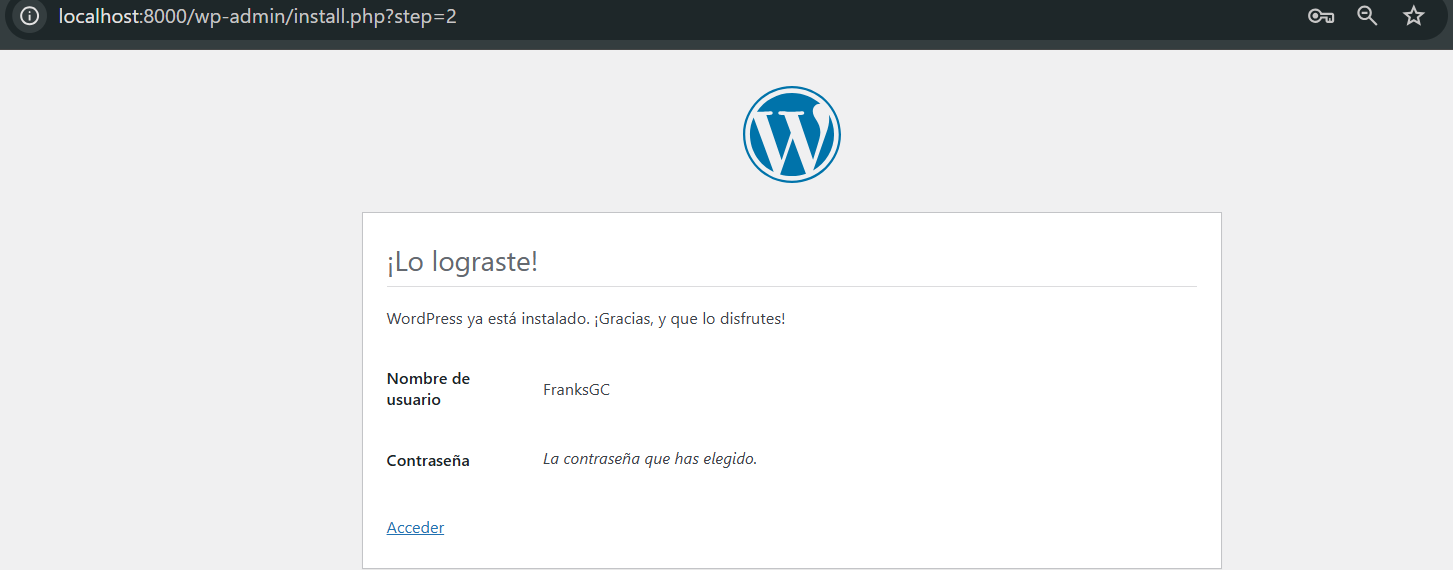 localhost:8000/wp-admin/install.php?step=2
¡Lo lograste!
WordPress ya está instalado. ¡Gracias, y que lo disfrutes!
Nombre de
usuario
FranksGC
Contraseña
La contraseña que has elegido.
Acceder